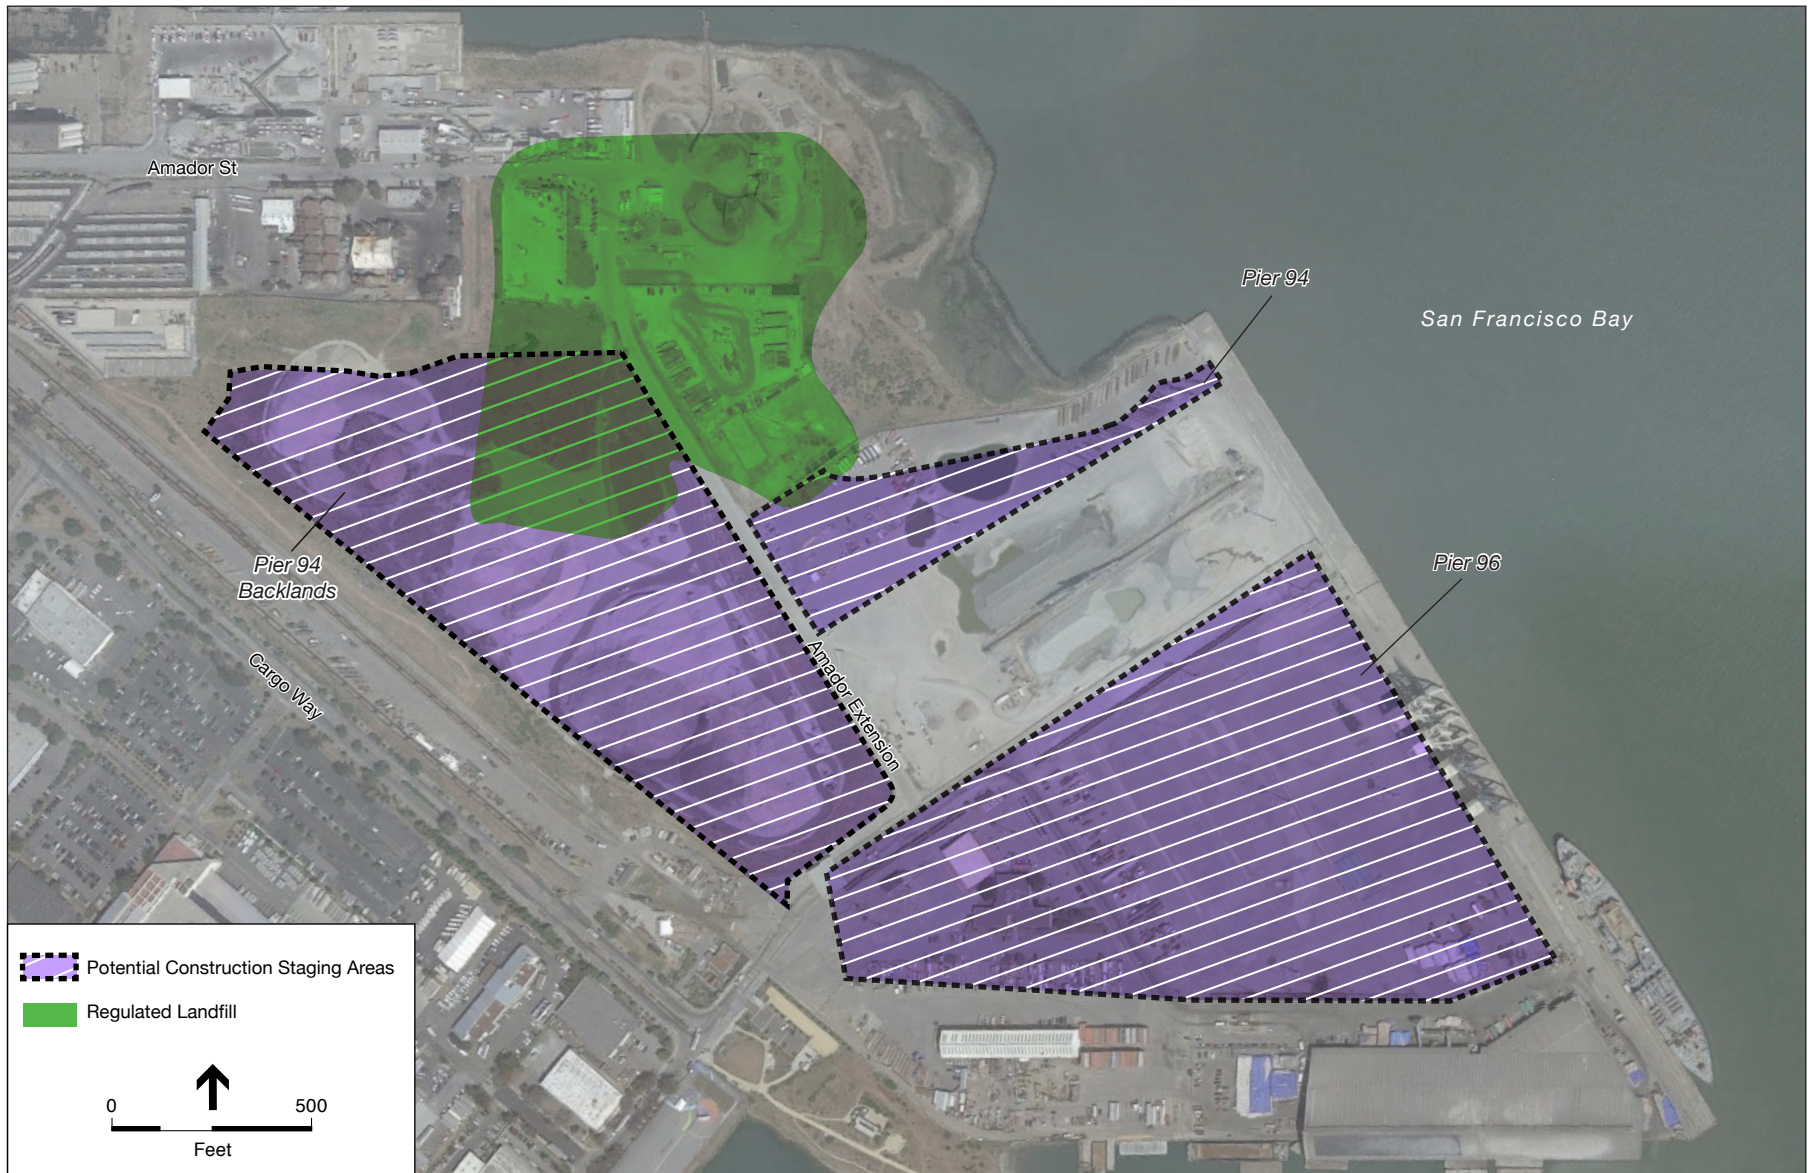 Amador St
Pier 94
San Francisco Bay
Pier 96
Pier 94
Backlands
Cargo Way
Amador Extension
Potential Construction Staging Areas
Regulated Landfill
0 500
Feet